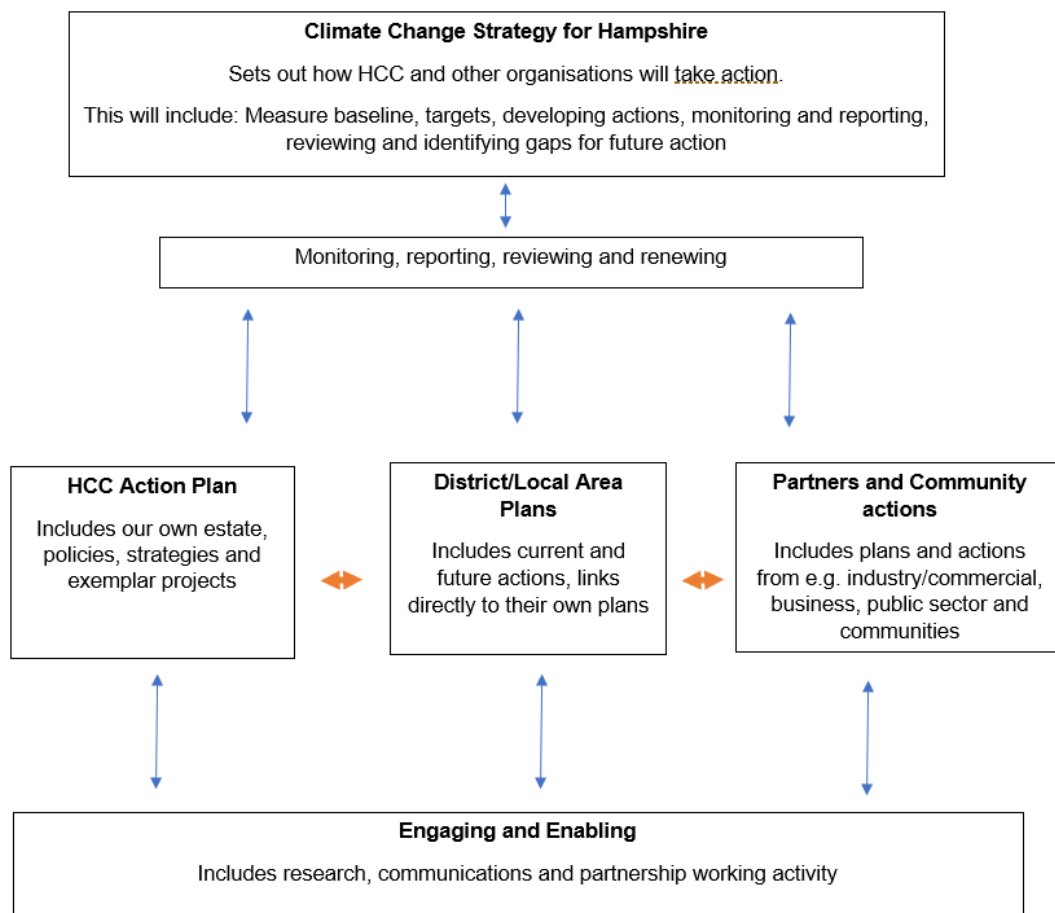 Climate Change Strategy for Hampshire
Sets out how HCC and other organisations will take action.
This will include: Measure baseline, targets, developing actions, monitoring and reporting,
reviewing and identifying gaps for future action
Monitoring, reporting, reviewing and renewing
HCC Action Plan
Includes our own estate,
policies, strategies and
exemplar projects
District/Local Area
Plans
Includes current and
future actions, links
directly to their own plans
Partners and Community
actions
Includes plans and actions
from e.g. industry/commercial,
business, public sector and
communities
Engaging and Enabling
Includes research, communications and partnership working activity